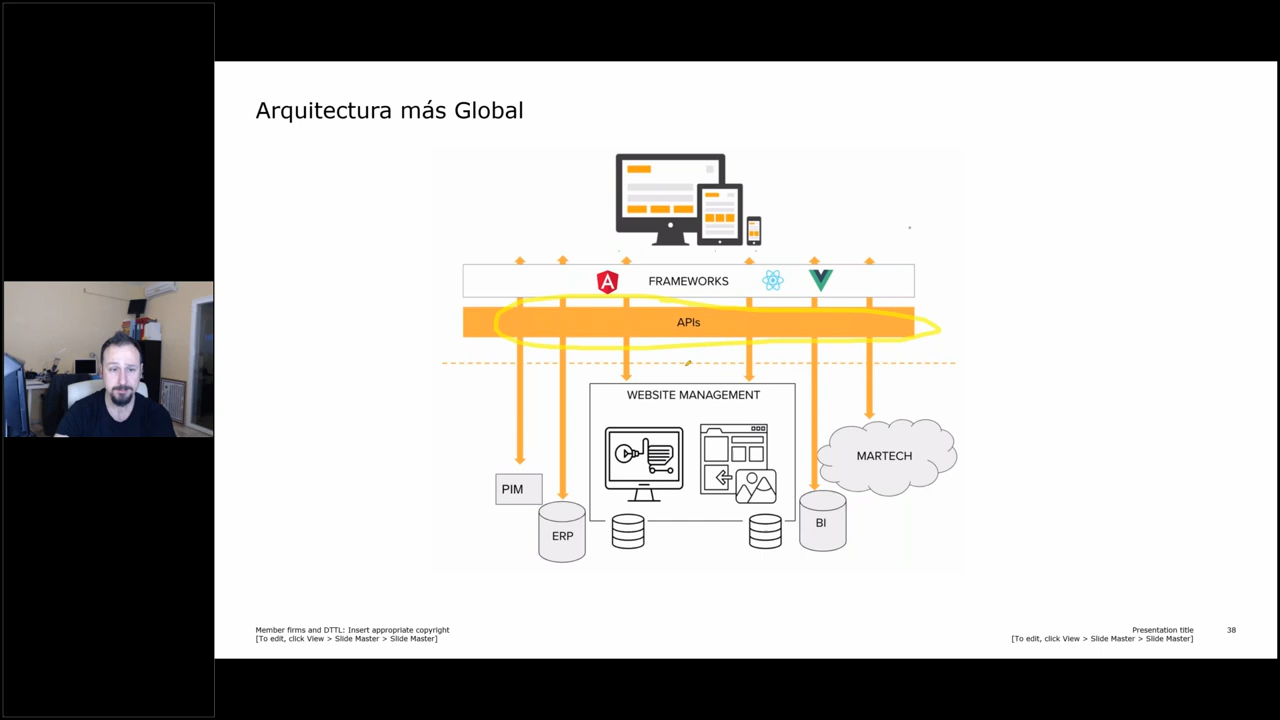 Arquitectura más Global
A
FRAMEWORKS
APIs
WEBSITE MANAGEMENT
MARTECH
PIM
ERP
BI
Member firms and DTTL: Insert appropriate copyright
[To edit, click View > Slide Master > Slide Master]
Presentation title
[To edit, click View > Slide Master > Slide Master]
38